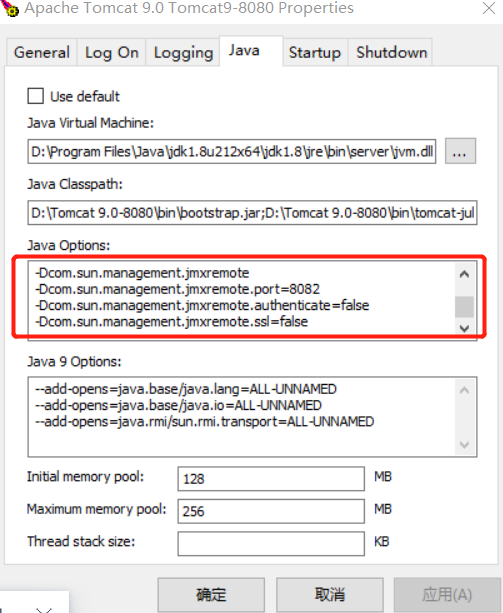 Apache Tomcat 9.0 Tomcat9-8080 Properties
General Log On Logging Java Startup Shutdown
Use default
Java Virtual Machine:
D:\Program Files\Java\jdk1.8u212x64\jdk1.8\jre\bin\server\jvm.dll
...
Java Classpath:
D:\Tomcat 9.0-8080\bin\bootstrap.jar;D:\Tomcat 9.0-8080\bin\tomcat-jul
Java Options:
-Dcom.sun.management.jmxremote
-Dcom.sun.management.jmxremote.port=8082
-Dcom.sun.management.jmxremote.authenticate=false
-Dcom.sun.management.jmxremote.ssl=false
Java 9 Options:
--add-opens=java.base/java.lang=ALL-UNNAMED
--add-opens=java.base/java.io=ALL-UNNAMED
--add-opens=java.rmi/sun.rmi.transport=ALL-UNNAMED
Initial memory pool: 128 MB
Maximum memory pool: 256 MB
Thread stack size: KB
确定 取消 应用(A)